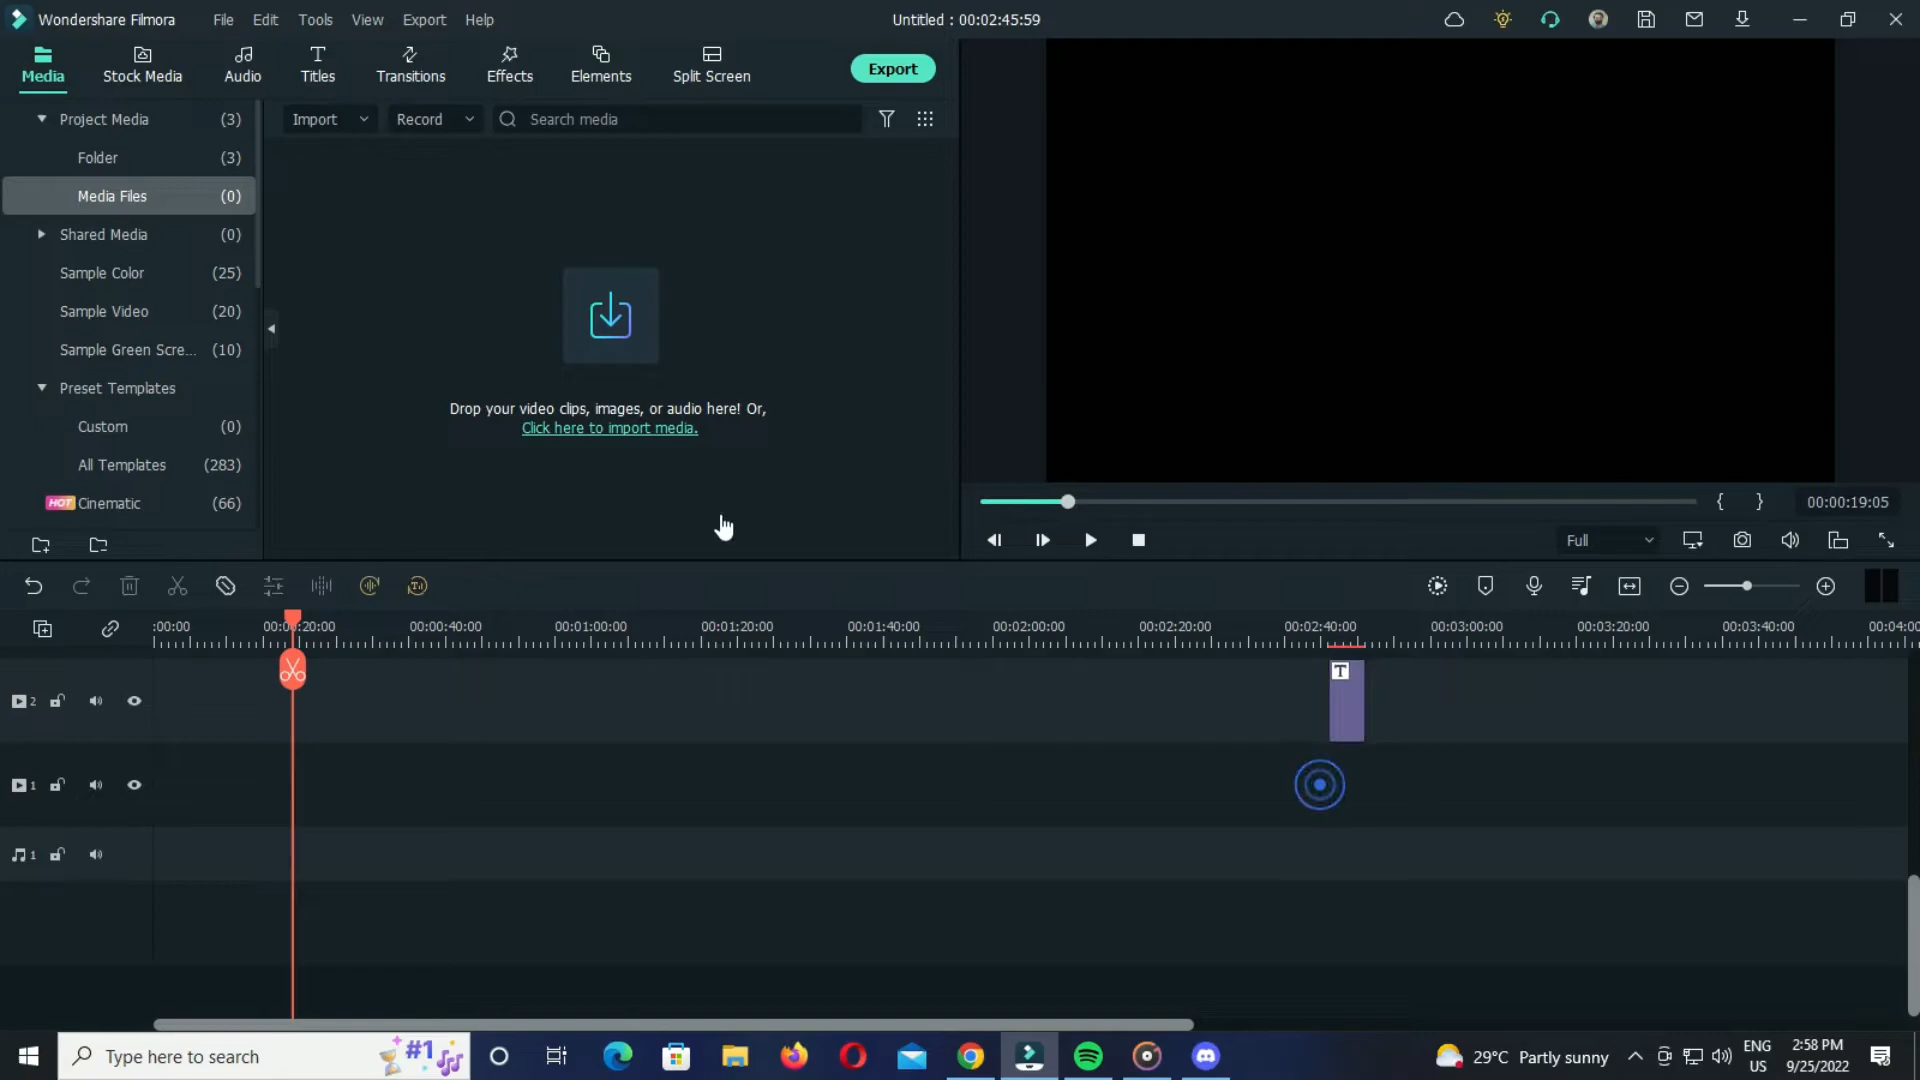 Wondershare Filmora File Edit Tools View Export Help Untitled : 00:02:45:59
Media Stock Media Audio Titles Transitions Effects Elements Split Screen Export
Project Media (3) Import Record Search media
Folder (3)
Media Files (0)
Shared Media (0)
Sample Color (25)
Sample Video (20)
Sample Green Scre... (10)
Preset Templates
Custom (0)
All Templates (283)
HOT Cinematic (66)
Drop your video clips, images, or audio here! Or,
Click here to import media.
{ } 00:00:19:05
Full
:00:00 00:00:20:00 00:00:40:00 00:01:00:00 00:01:20:00 00:01:40:00 00:02:00:00 00:02:20:00 00:02:40:00 00:03:00:00 00:03:20:00 00:03:40:00 00:04:00
T
2
1
1
Type here to search #1 29°C Partly sunny ENG US 2:58 PM 9/25/2022